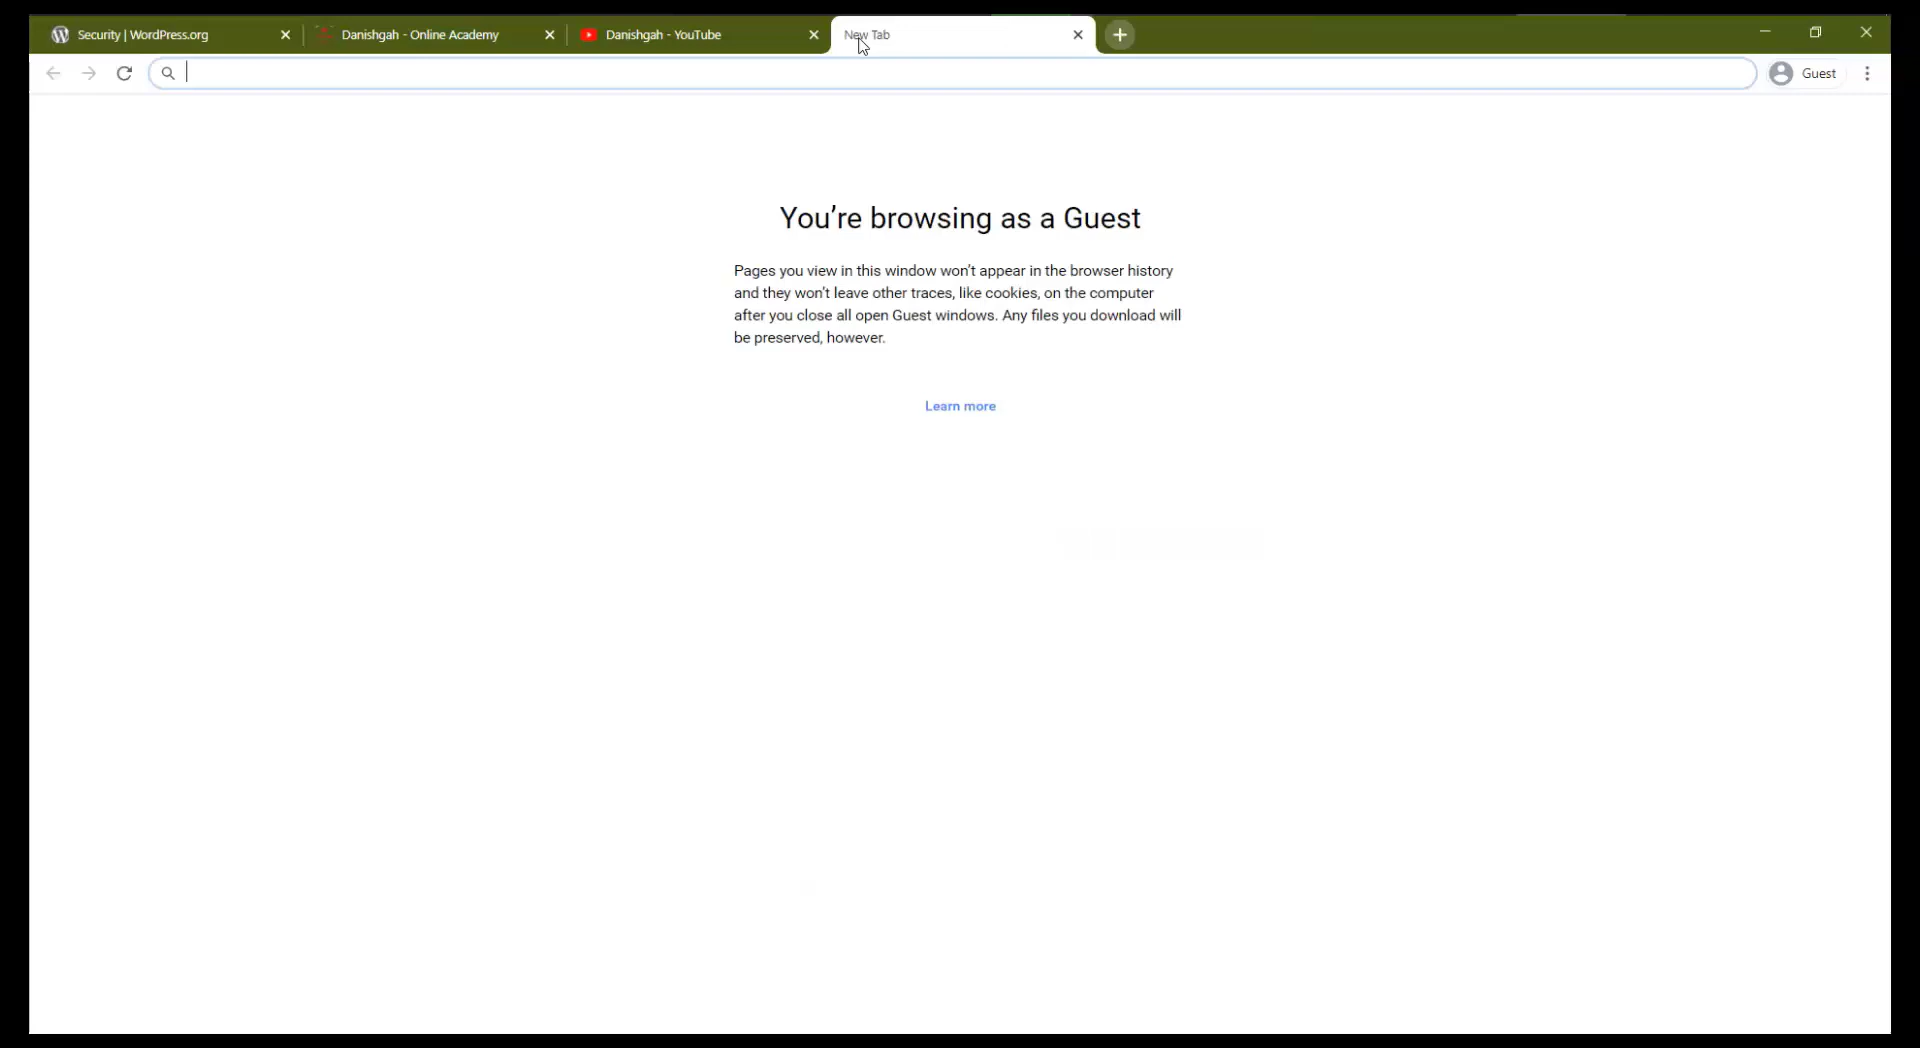 Security | WordPress.org
Danishgah - Online Academy
Danishgah - YouTube
New Tab
Guest
You're browsing as a Guest
Pages you view in this window won't appear in the browser history
and they won't leave other traces, like cookies, on the computer
after you close all open Guest windows. Any files you download will
be preserved, however.
Learn more